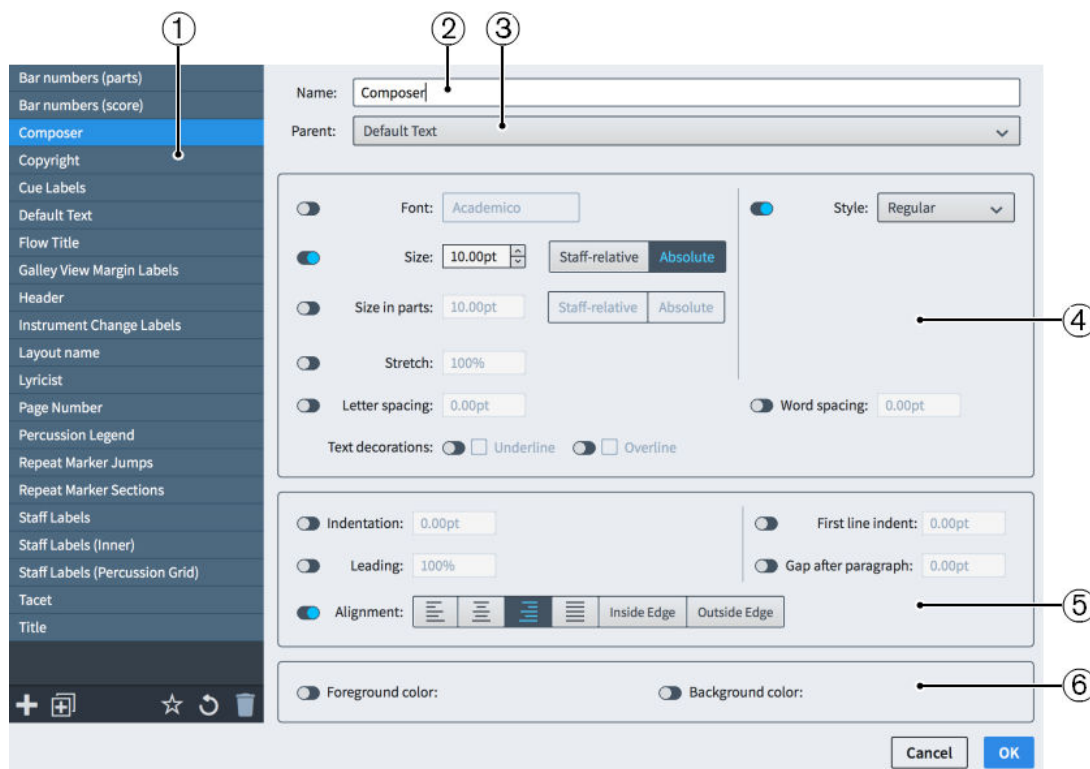 1 2 3
Bar numbers (parts)
Bar numbers (score)
Composer
Copyright
Cue Labels
Default Text
Flow Title
Galley View Margin Labels
Header
Instrument Change Labels
Layout name
Lyricist
Page Number
Percussion Legend
Repeat Marker Jumps
Repeat Marker Sections
Staff Labels
Staff Labels (Inner)
Staff Labels (Percussion Grid)
Tacet
Title
Name: Composer
Parent: Default Text
Font: Academico Style: Regular
Size: 10.00pt Staff-relative Absolute
Size in parts: 10.00pt Staff-relative Absolute
4
Stretch: 100%
Letter spacing: 0.00pt Word spacing: 0.00pt
Text decorations: Underline Overline
Indentation: 0.00pt First line indent: 0.00pt
Leading: 100% Gap after paragraph: 0.00pt
Alignment: Inside Edge Outside Edge
5
Foreground color: Background color:
6
Cancel OK